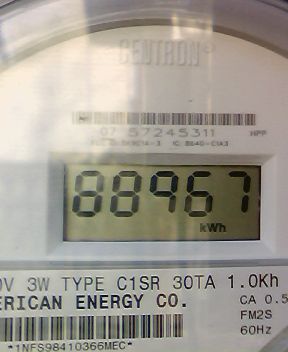 CENTRON
07 57245311 HPP
88967
kWh
0V 3W TYPE C1SR 30TA 1.0Kh
ERICAN ENERGY CO. CA 0.5
FM2S
*1NFS98410366MEC* 60Hz